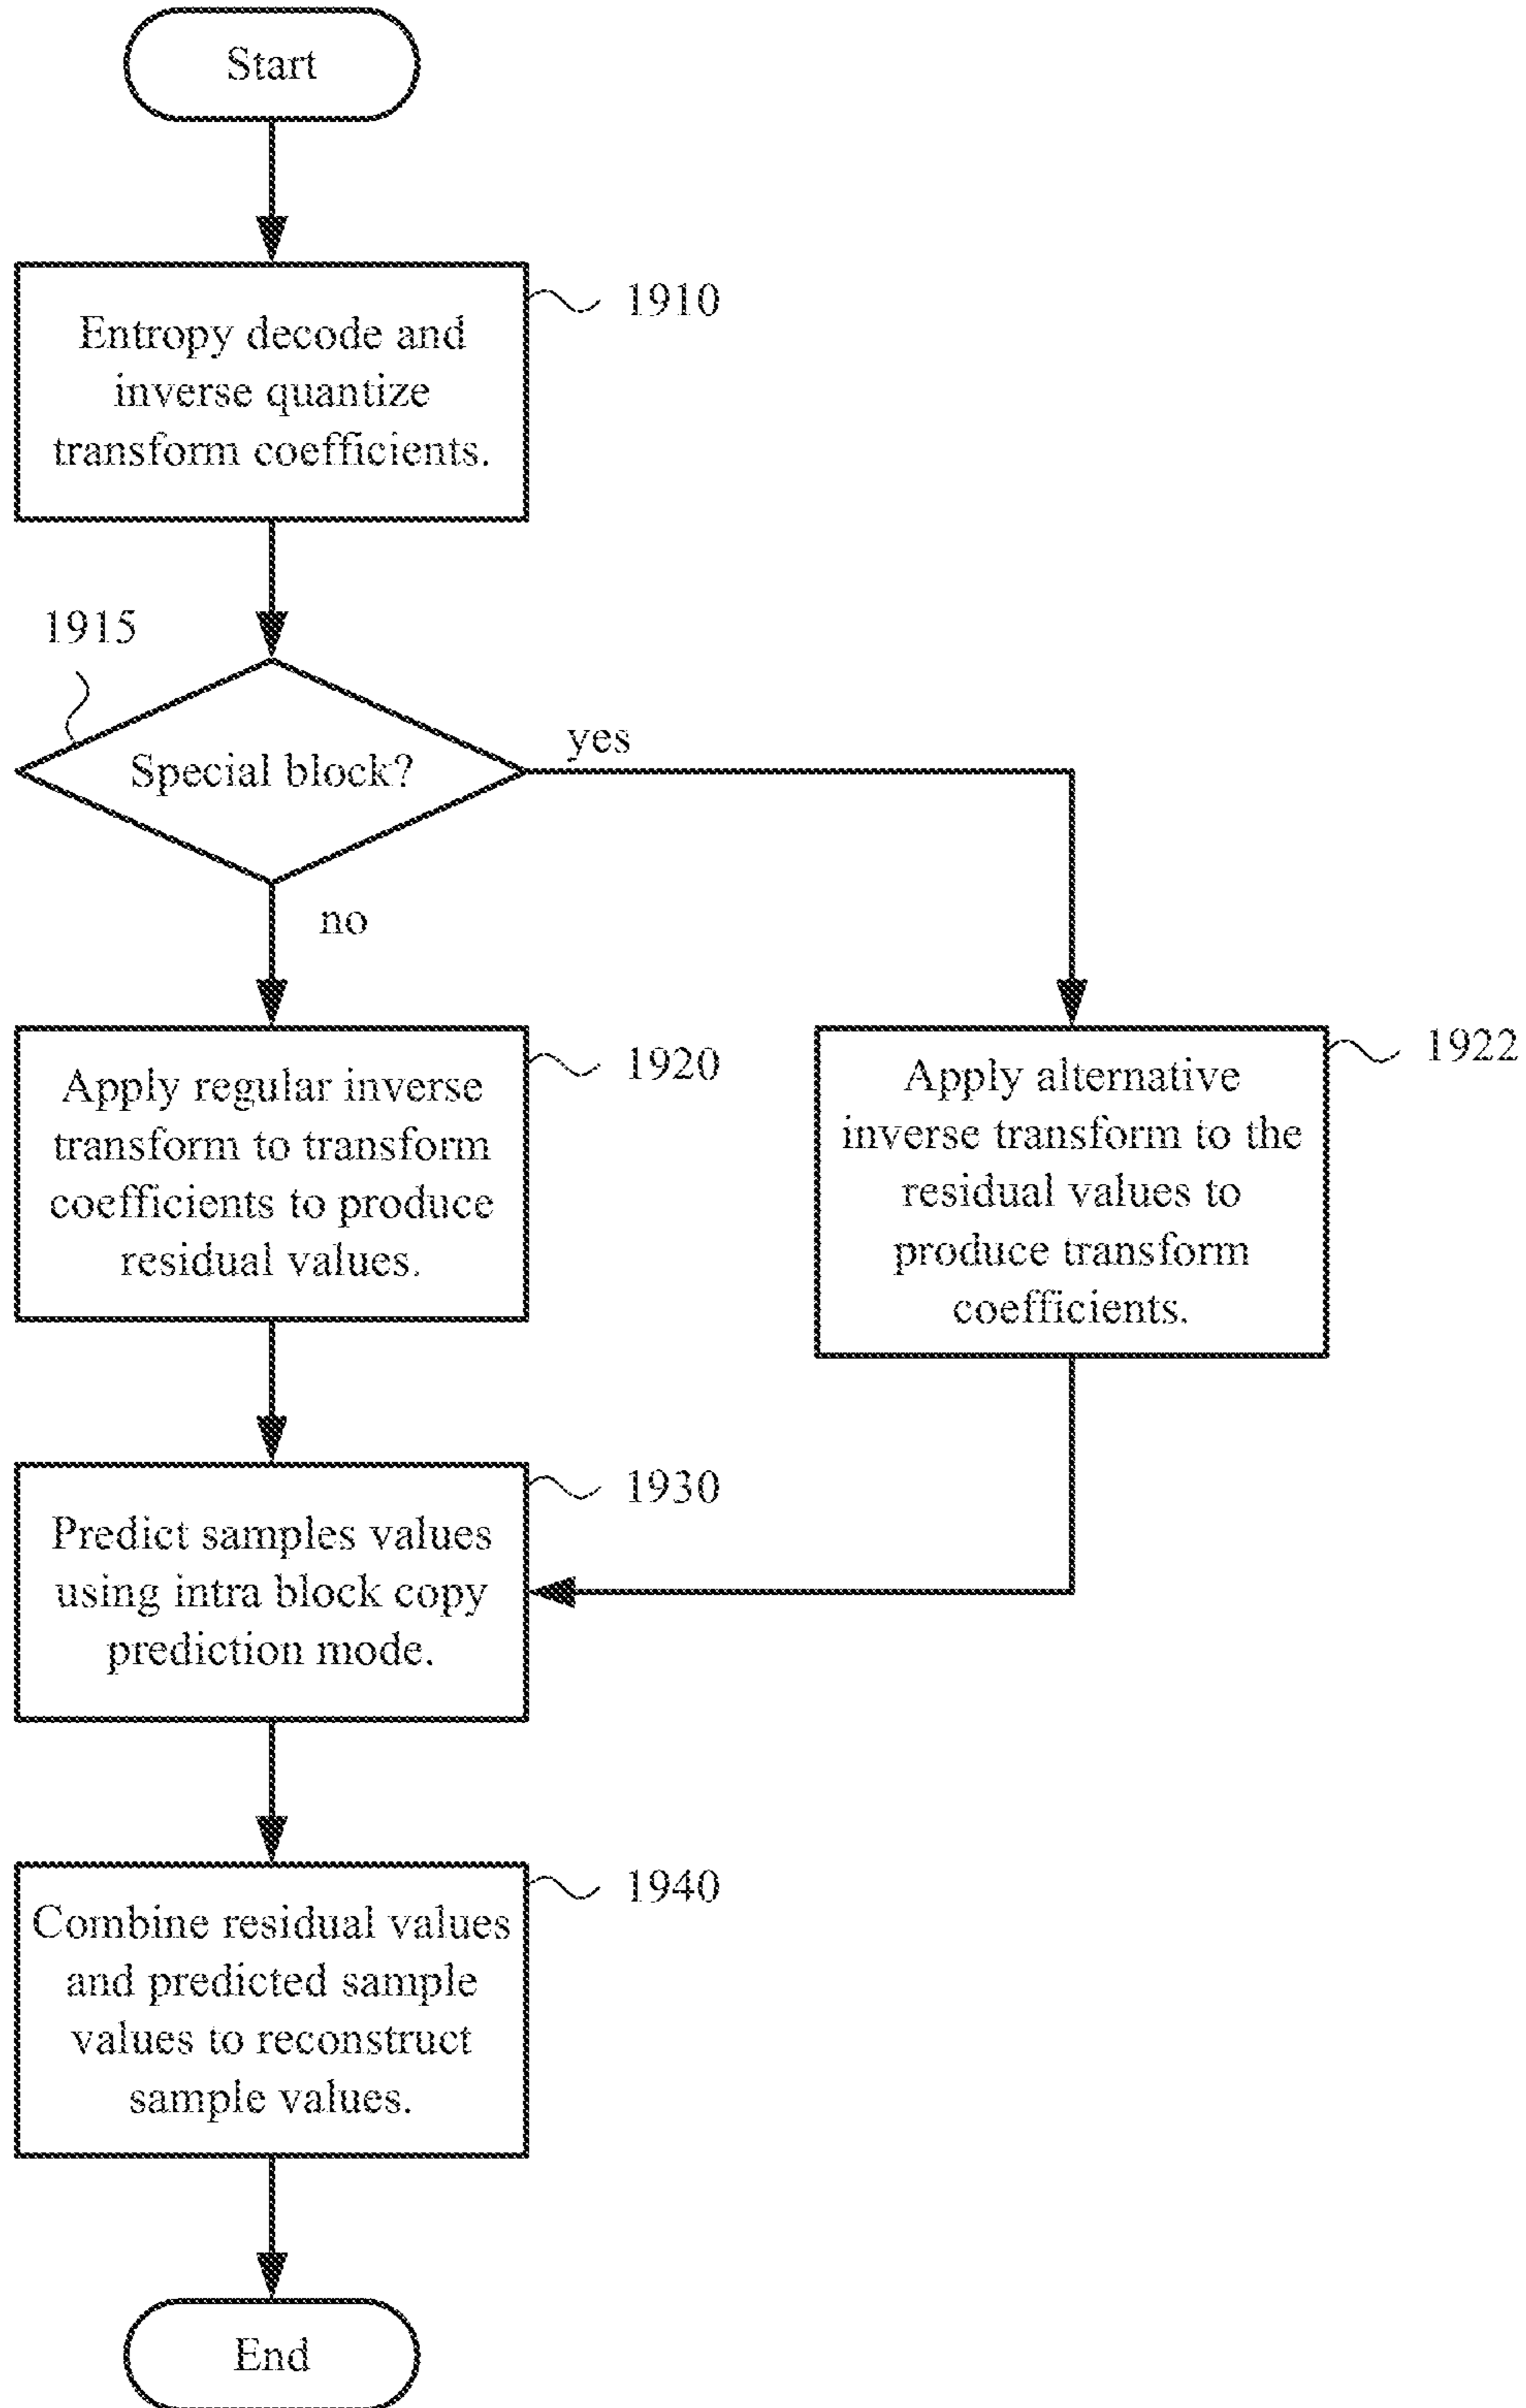 Start
1910
Entropy decode and
inverse quantize
transform coefficients.
1915
Special block?
yes
no
1920
Apply regular inverse
transform to transform
coefficients to produce
residual values.
1922
Apply alternative
inverse transform to the
residual values to
produce transform
coefficients.
1930
Predict samples values
using intra block copy
prediction mode.
1940
Combine residual values
and predicted sample
values to reconstruct
sample values.
End